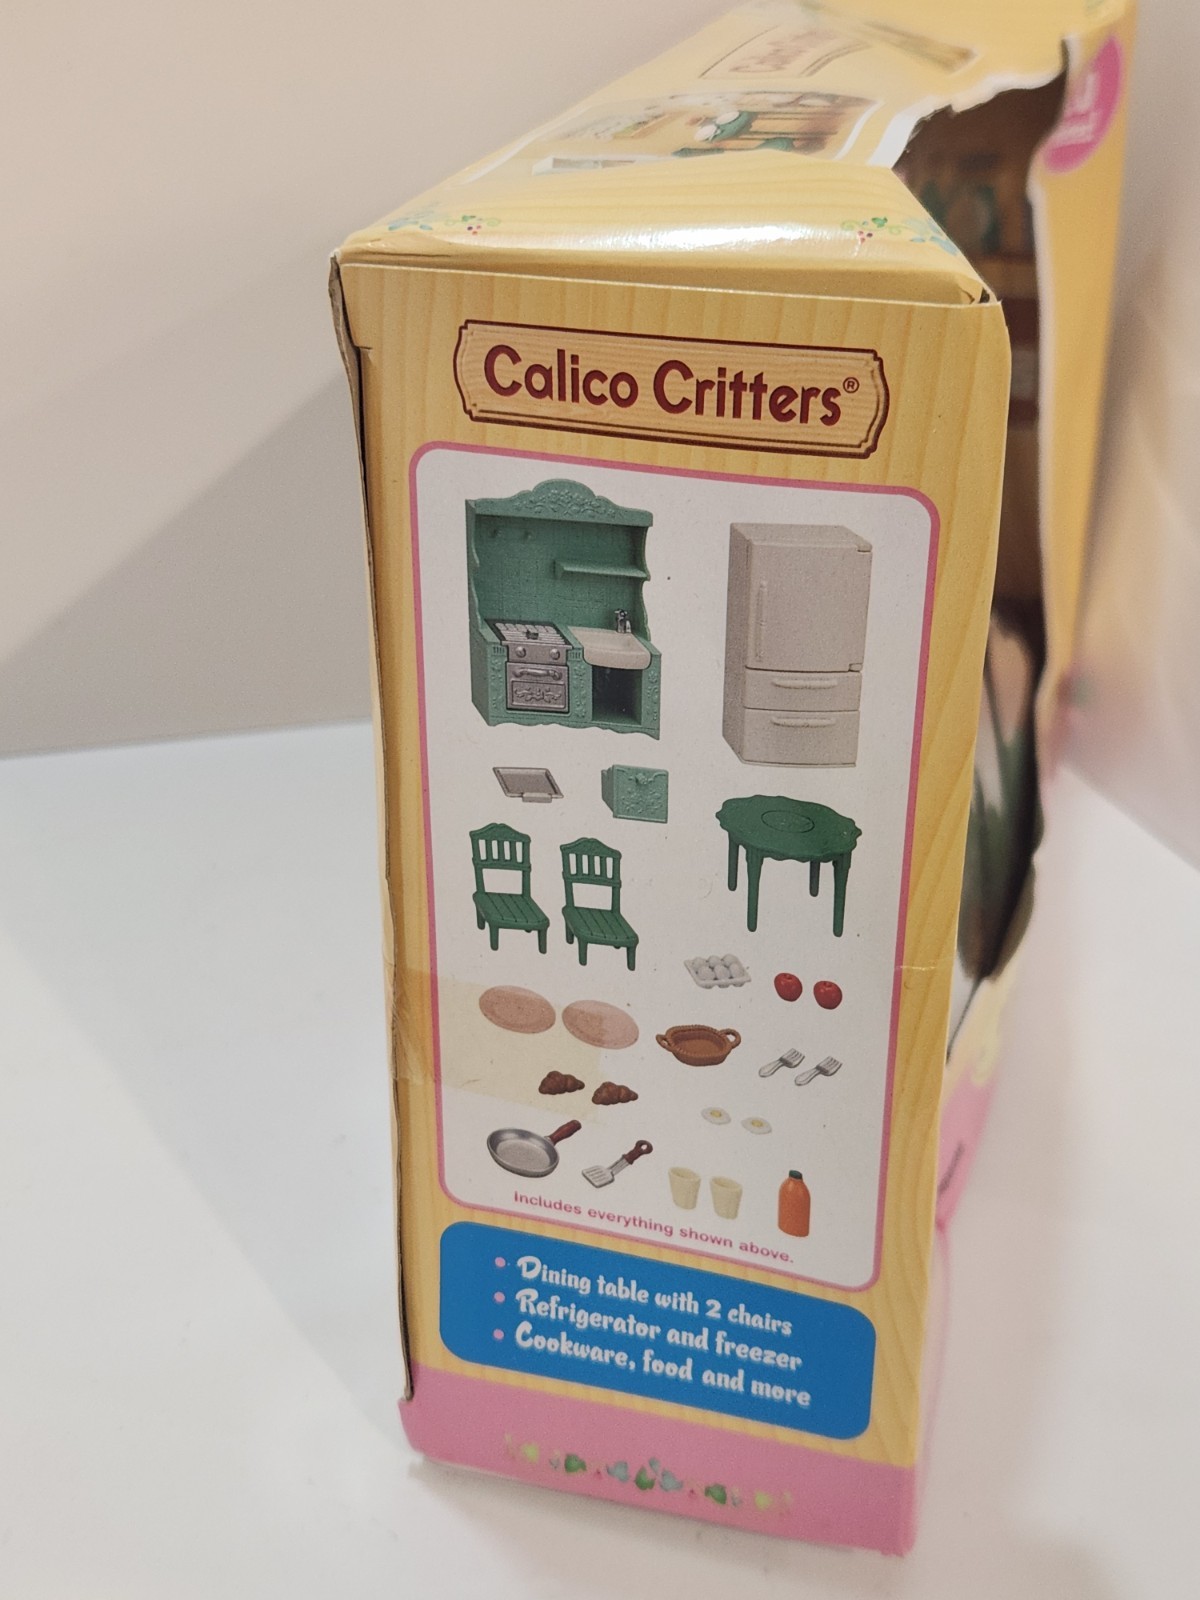 Calico Critters®
Includes everything shown above.
• Dining table with 2 chairs
• Refrigerator and freezer
• Cookware, food and more